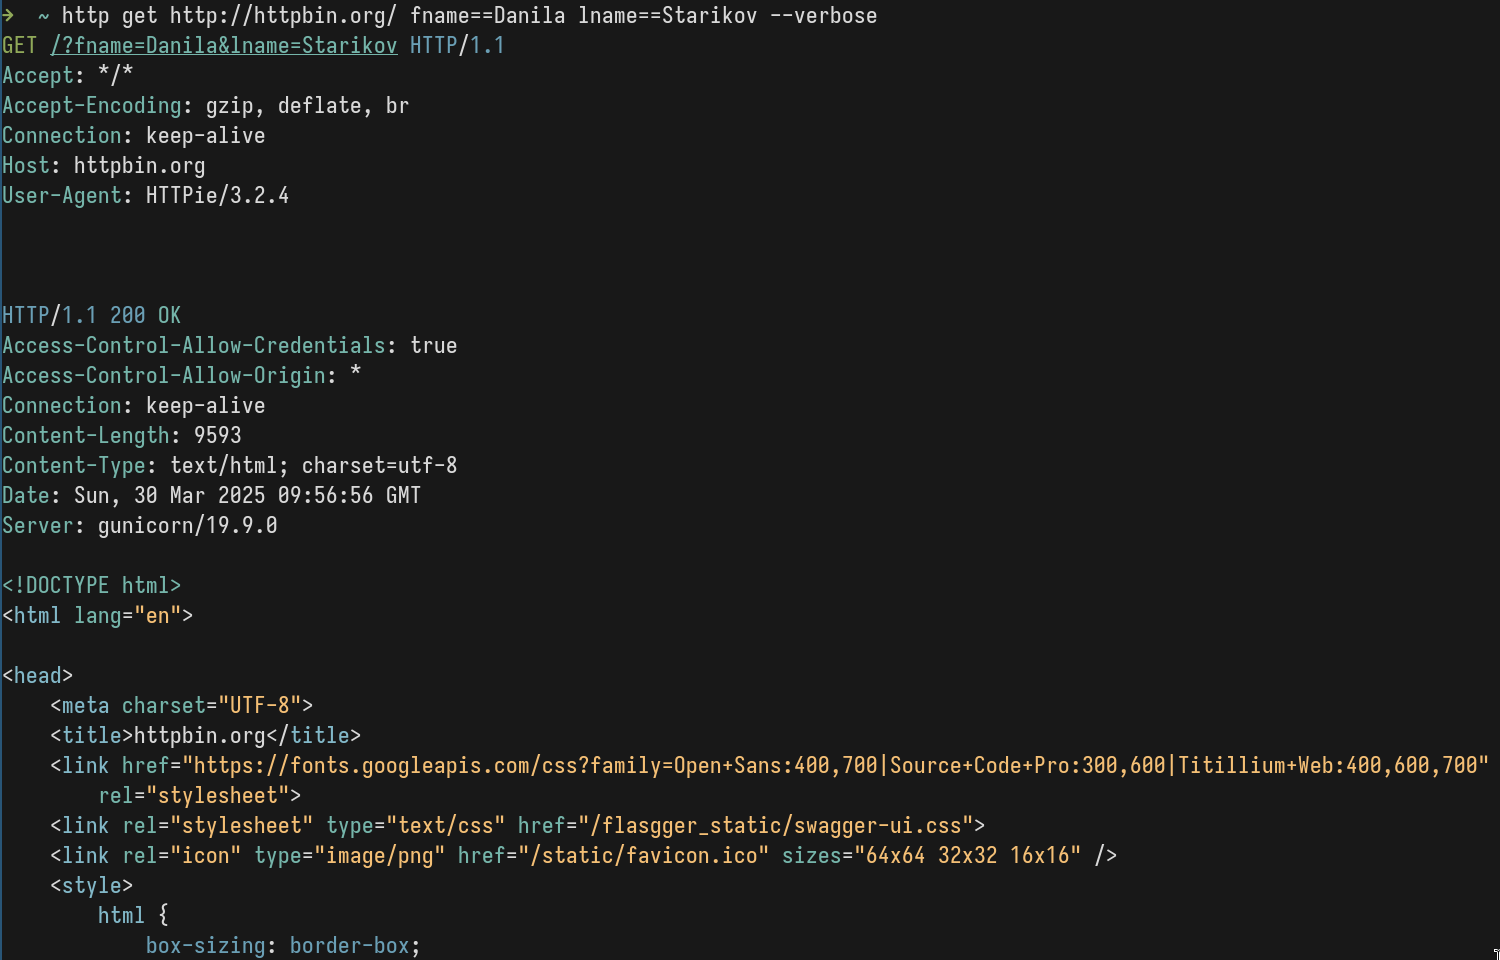 → ~ http get http://httpbin.org/ fname==Danila lname==Starikov --verbose
GET /?fname=Danila&lname=Starikov HTTP/1.1
Accept: */*
Accept-Encoding: gzip, deflate, br
Connection: keep-alive
Host: httpbin.org
User-Agent: HTTPie/3.2.4
HTTP/1.1 200 OK
Access-Control-Allow-Credentials: true
Access-Control-Allow-Origin: *
Connection: keep-alive
Content-Length: 9593
Content-Type: text/html; charset=utf-8
Date: Sun, 30 Mar 2025 09:56:56 GMT
Server: gunicorn/19.9.0
<!DOCTYPE html>
<html lang="en">
<head>
    <meta charset="UTF-8">
    <title>httpbin.org</title>
    <link href="https://fonts.googleapis.com/css?family=Open+Sans:400,700|Source+Code+Pro:300,600|Titillium+Web:400,600,700"
        rel="stylesheet">
    <link rel="stylesheet" type="text/css" href="/flasgger_static/swagger-ui.css">
    <link rel="icon" type="image/png" href="/static/favicon.ico" sizes="64x64 32x32 16x16" />
    <style>
        html {
            box-sizing: border-box;